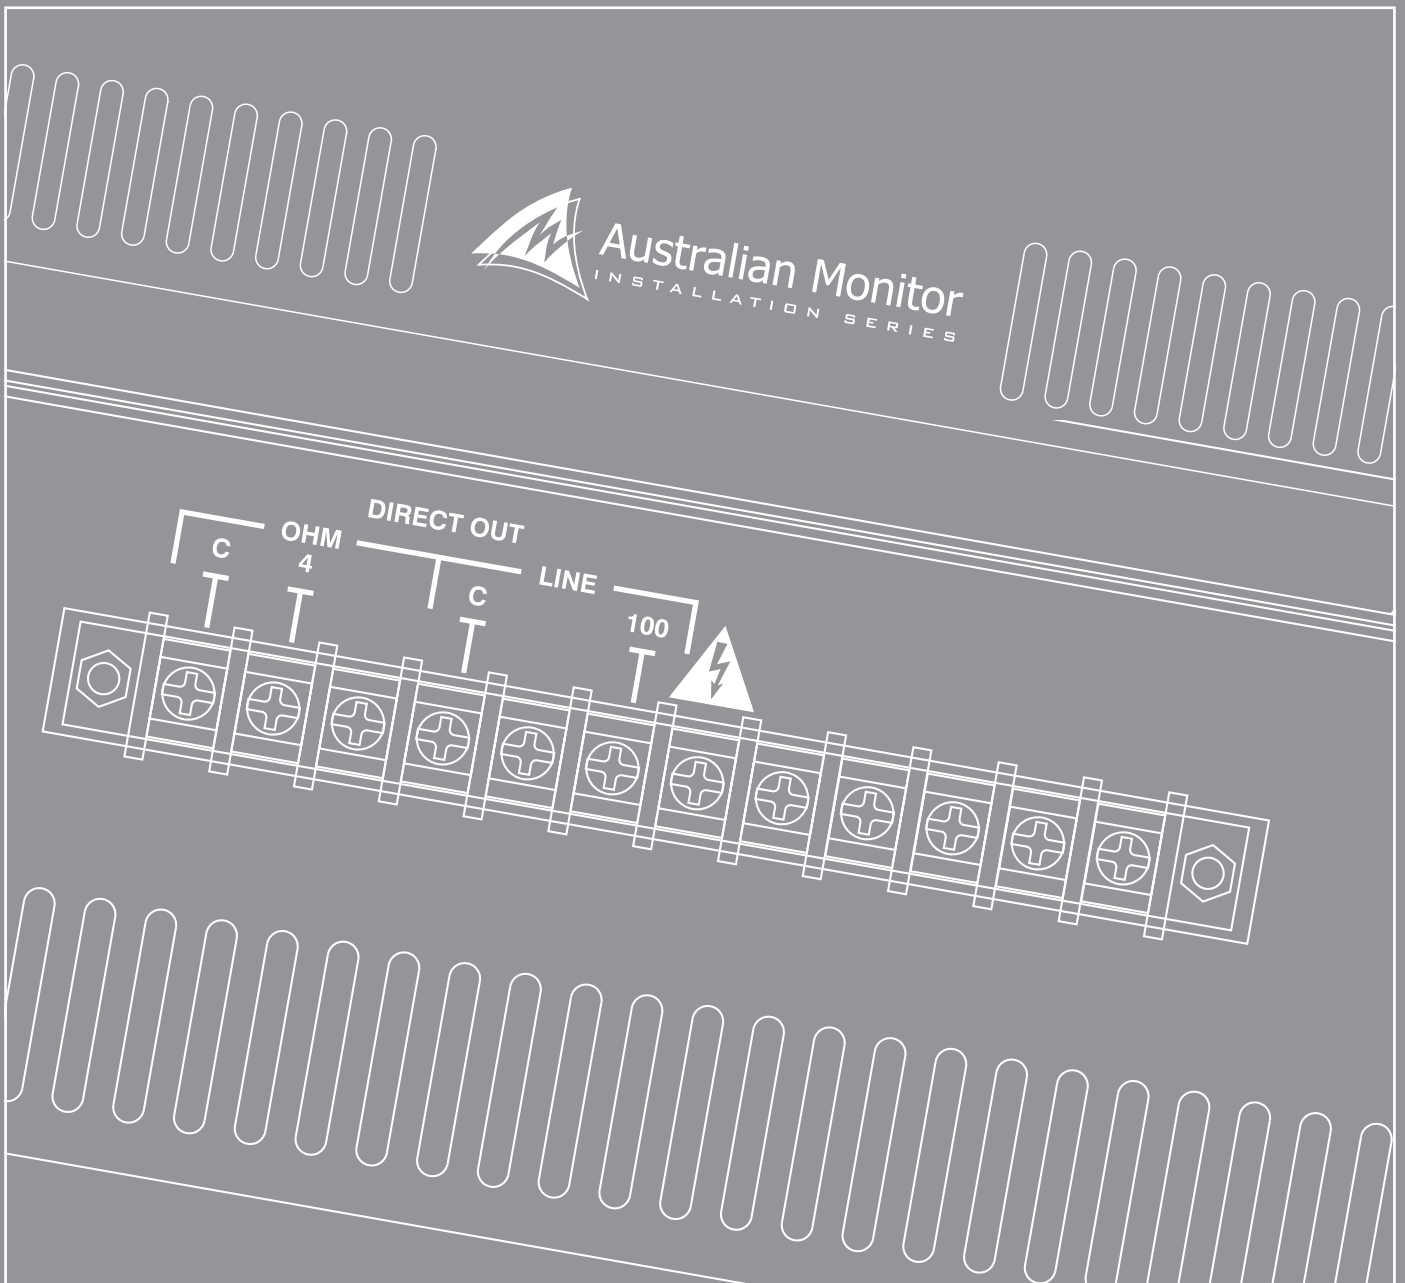 Australian Monitor
INSTALLATION SERIES
DIRECT OUT
OHM
LINE
C
4
C
100